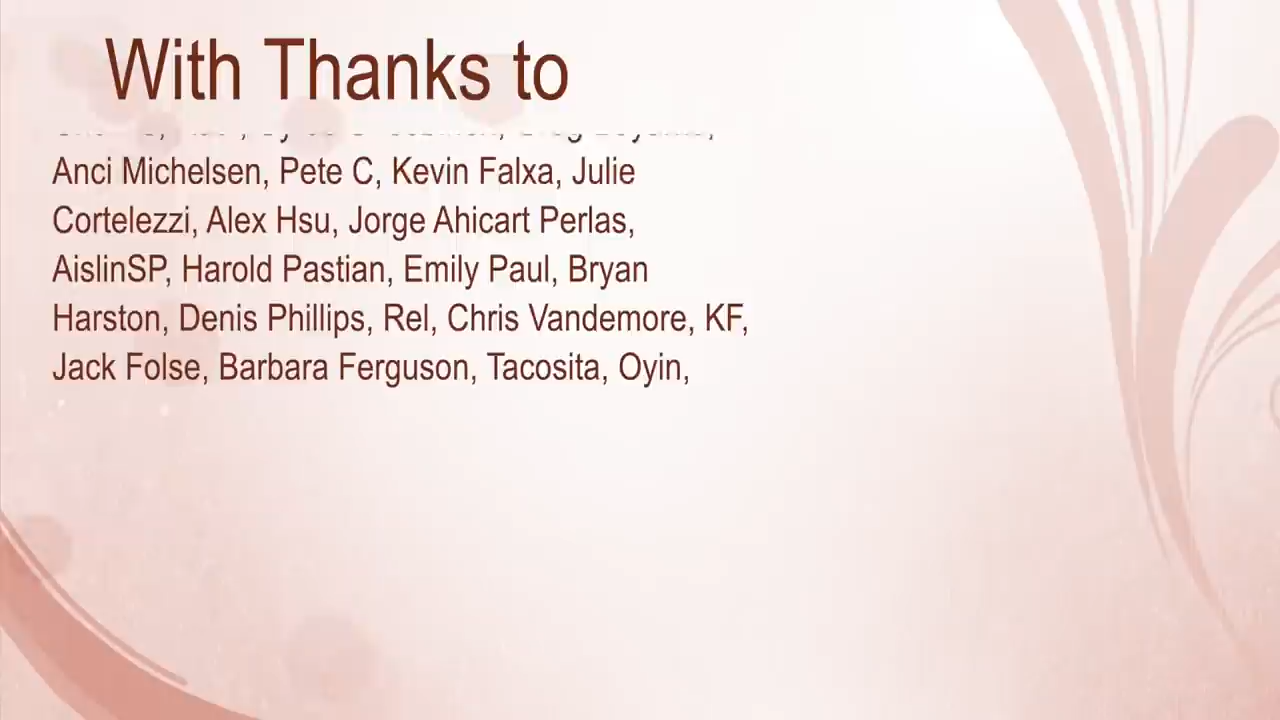 With Thanks to
Anci Michelsen, Pete C, Kevin Falxa, Julie
Cortelezzi, Alex Hsu, Jorge Ahicart Perlas,
AislinSP, Harold Pastian, Emily Paul, Bryan
Harston, Denis Phillips, Rel, Chris Vandemore, KF,
Jack Folse, Barbara Ferguson, Tacosita, Oyin,